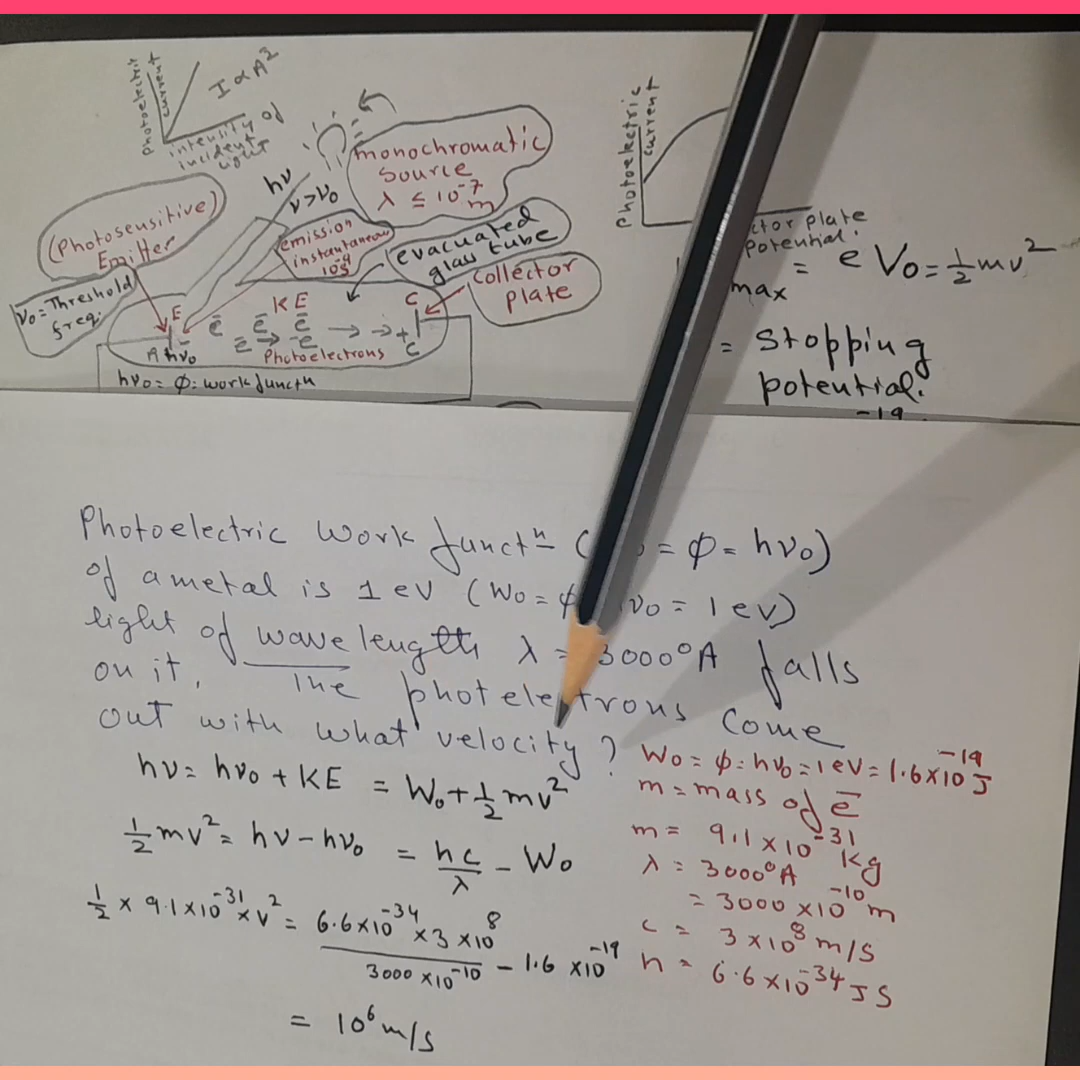 Photoelectric
current
I ∝ A²
intensity of
incident
light
hν
ν>ν₀
monochromatic
source
λ ≤ 10⁻⁷ m
(Photosensitive)
Emitter
emission
instantaneous
evacuated
glass tube
collector
plate
ν₀ = Threshold
freq.
E
KE
C
ē ē ē
ē ē
+
C
A hν₀
Photoelectrons
hν₀ = φ = work functⁿ
Photoelectric
current
ctor plate
potential.
max
= eV₀ = ½mv²
= stopping
potential.
-19
Photoelectric work functⁿ ( = φ = hν₀)
of a metal is 1 eV (W₀ = φ ν₀ = 1 ev)
light of wavelength λ = 3000°A falls
on it, The photelectrons come
out with what velocity?
hν = hν₀ + KE = W₀ + ½mv²
½mv² = hν - hν₀ = hc/λ - W₀
½ × 9.1×10⁻³¹ × v² = 6.6×10⁻³⁴ × 3×10⁸ / 3000×10⁻¹⁰ - 1.6×10⁻¹⁹
= 10⁶ m/s
W₀ = φ = hν₀ = 1 eV = 1.6×10⁻¹⁹ J
m = mass of ē
m = 9.1×10⁻³¹ kg
λ = 3000°A
= 3000×10⁻¹⁰ m
c = 3×10⁸ m/s
h = 6.6×10⁻³⁴ JS